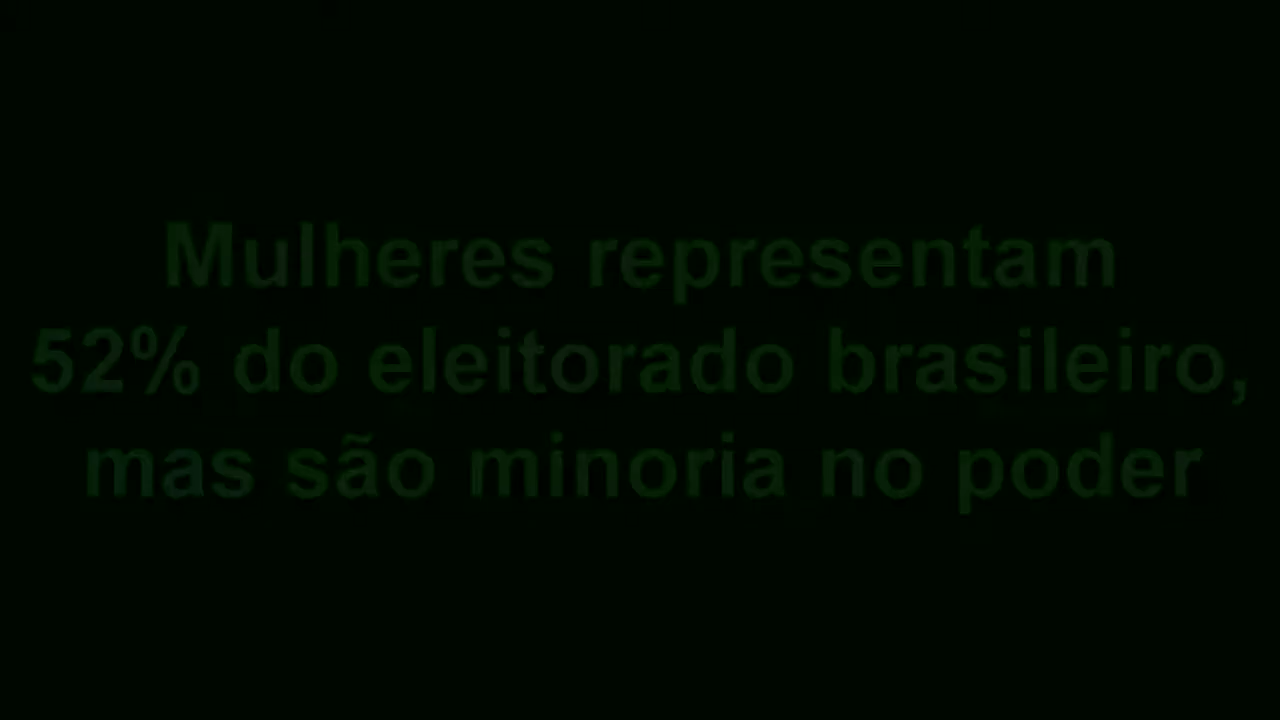 Mulheres representam
52% do eleitorado brasileiro,
mas são minoria no poder